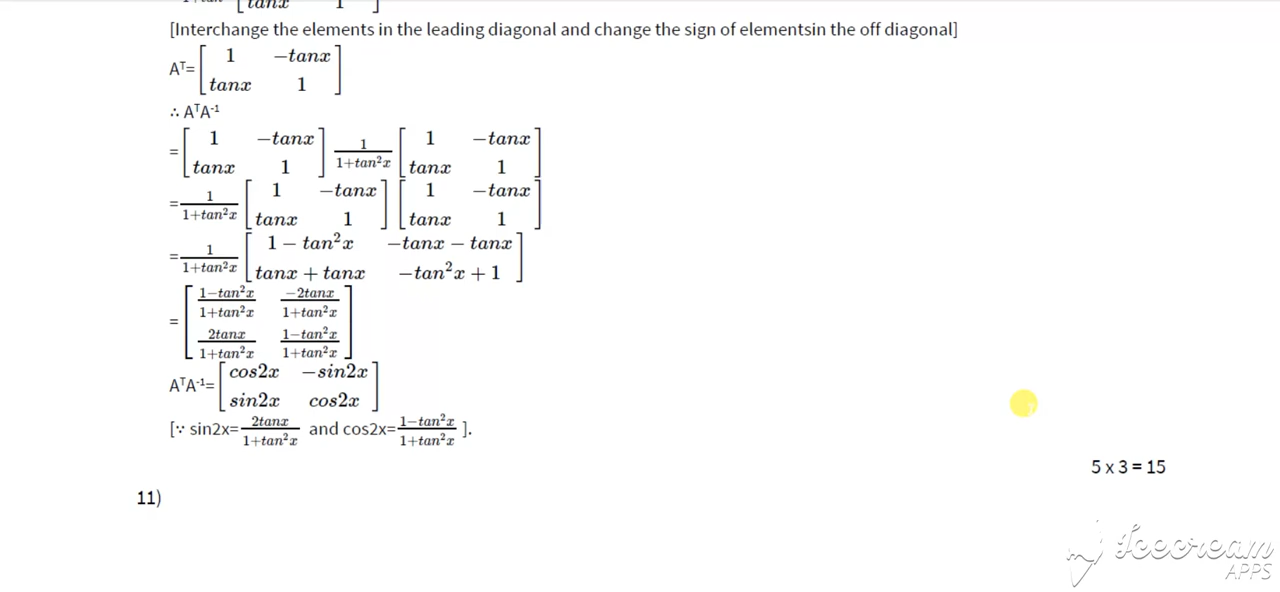 [tanx 1]
[Interchange the elements in the leading diagonal and change the sign of elementsin the off diagonal]
Aᵀ= [1 −tanx; tanx 1]
∴ AᵀA⁻¹
= [1 −tanx; tanx 1] 1/(1+tan²x) [1 −tanx; tanx 1]
= 1/(1+tan²x) [1 −tanx; tanx 1] [1 −tanx; tanx 1]
= 1/(1+tan²x) [1 − tan²x −tanx − tanx; tanx + tanx −tan²x + 1]
= [(1−tan²x)/(1+tan²x) (−2tanx)/(1+tan²x); (2tanx)/(1+tan²x) (1−tan²x)/(1+tan²x)]
AᵀA⁻¹= [cos2x −sin2x; sin2x cos2x]
[∵ sin2x= 2tanx/(1+tan²x) and cos2x= (1−tan²x)/(1+tan²x) ].
5 x 3 = 15
11)
Icecream
APPS